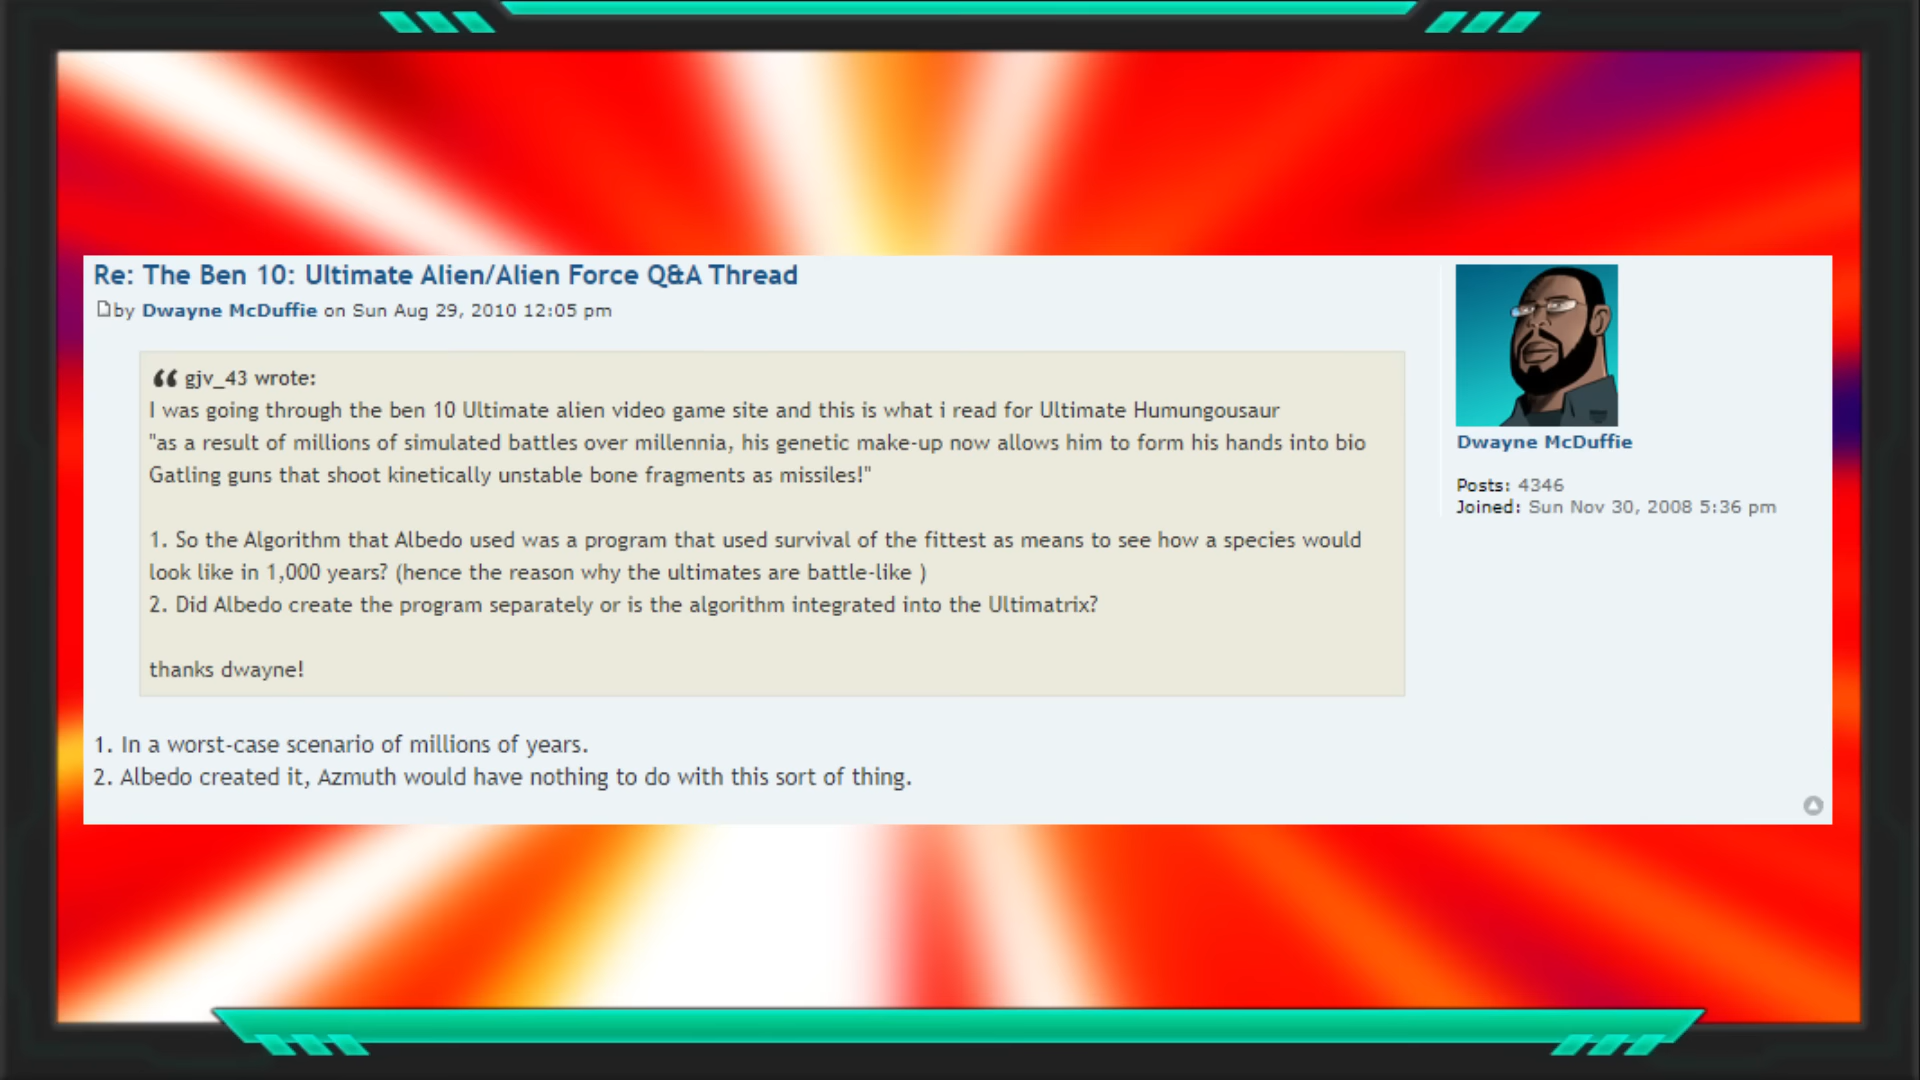 Re: The Ben 10: Ultimate Alien/Alien Force Q&A Thread
by Dwayne McDuffie on Sun Aug 29, 2010 12:05 pm
gjv_43 wrote:
I was going through the ben 10 Ultimate alien video game site and this is what i read for Ultimate Humungousaur
"as a result of millions of simulated battles over millennia, his genetic make-up now allows him to form his hands into bio
Gatling guns that shoot kinetically unstable bone fragments as missiles!"
1. So the Algorithm that Albedo used was a program that used survival of the fittest as means to see how a species would
look like in 1,000 years? (hence the reason why the ultimates are battle-like )
2. Did Albedo create the program separately or is the algorithm integrated into the Ultimatrix?
thanks dwayne!
1. In a worst-case scenario of millions of years.
2. Albedo created it, Azmuth would have nothing to do with this sort of thing.
Dwayne McDuffie
Posts: 4346
Joined: Sun Nov 30, 2008 5:36 pm